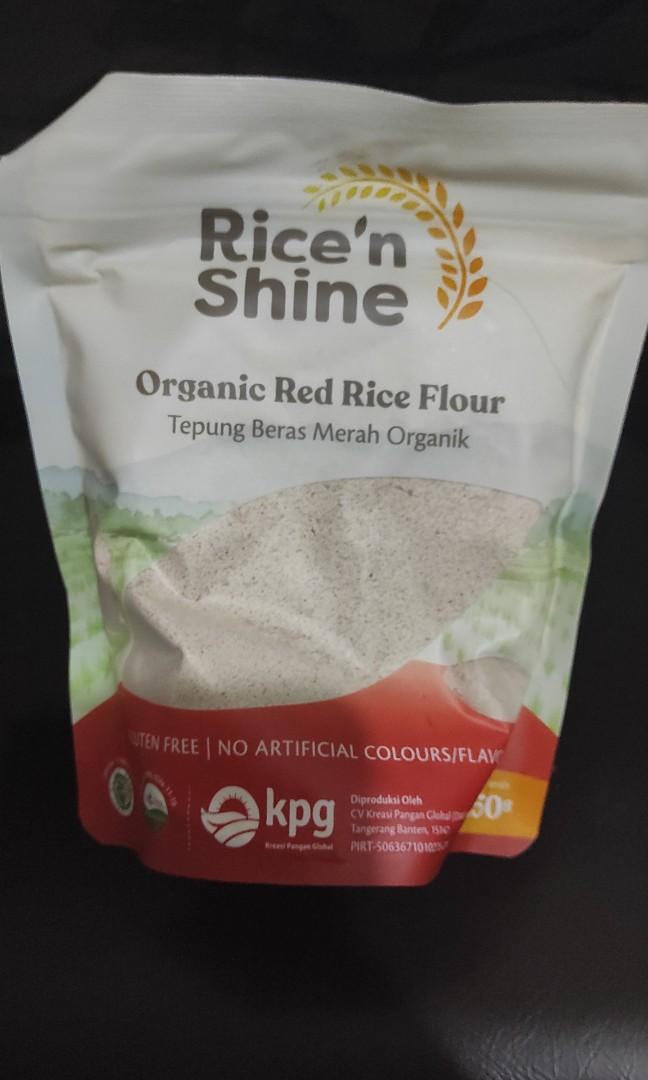 Rice'n
Shine
Organic Red Rice Flour
Tepung Beras Merah Organik
FREE | NO ARTIFICIAL COLOURS/FLAV
kpg
Kreasi Pangan Global
Diproduksi Oleh
CV Kreasi Pangan Global
Tangerang Banten,